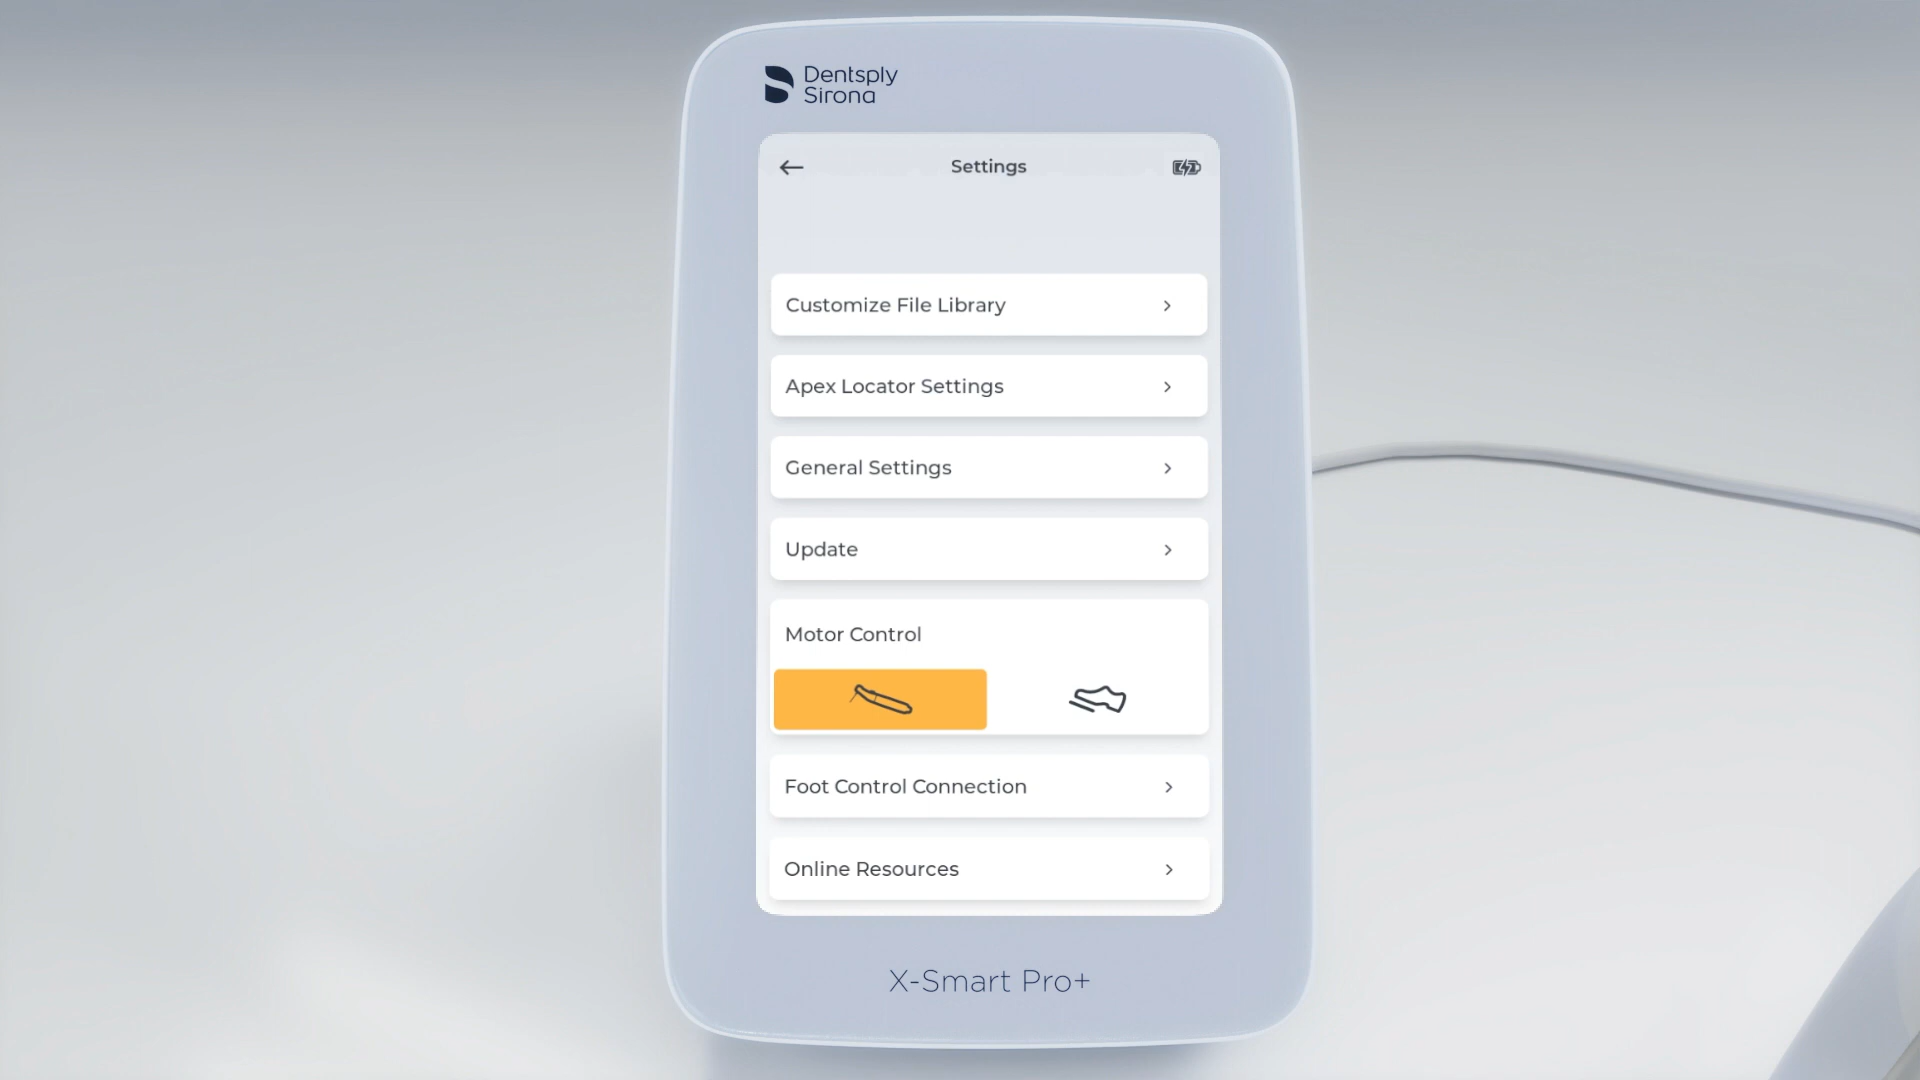 Dentsply
Sirona
Settings
Customize File Library
Apex Locator Settings
General Settings
Update
Motor Control
Foot Control Connection
Online Resources
X-Smart Pro+